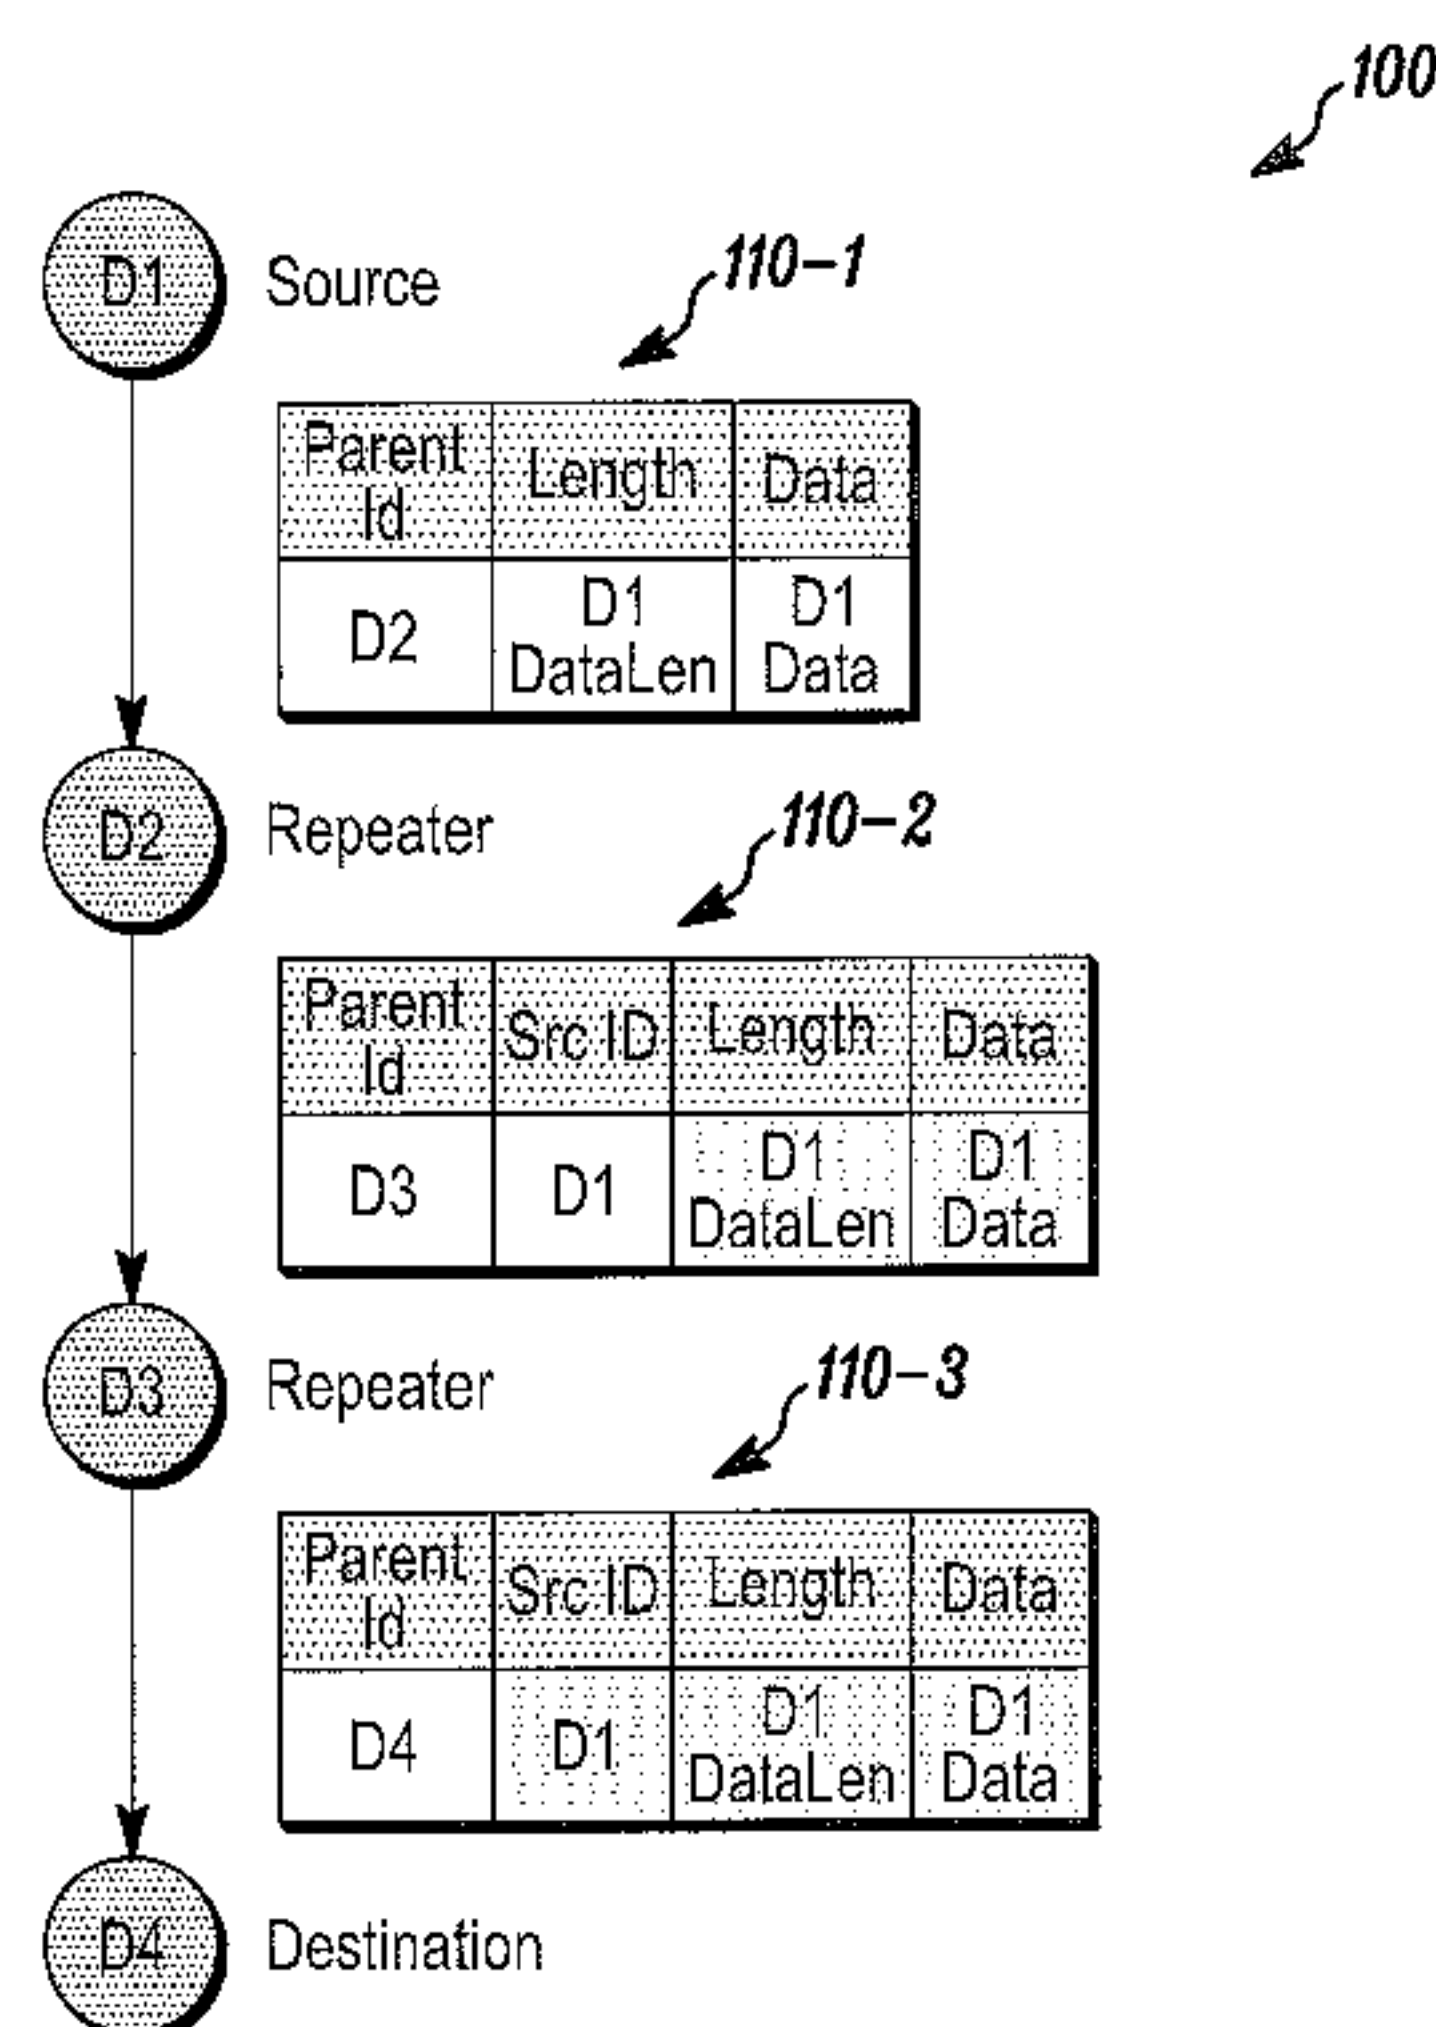 100
D1 Source
110-1
Parent Id Length Data
D2 D1 DataLen D1 Data
D2 Repeater
110-2
Parent Id Src ID Length Data
D3 D1 D1 DataLen D1 Data
D3 Repeater
110-3
Parent Id Src ID Length Data
D4 D1 D1 DataLen D1 Data
D4 Destination